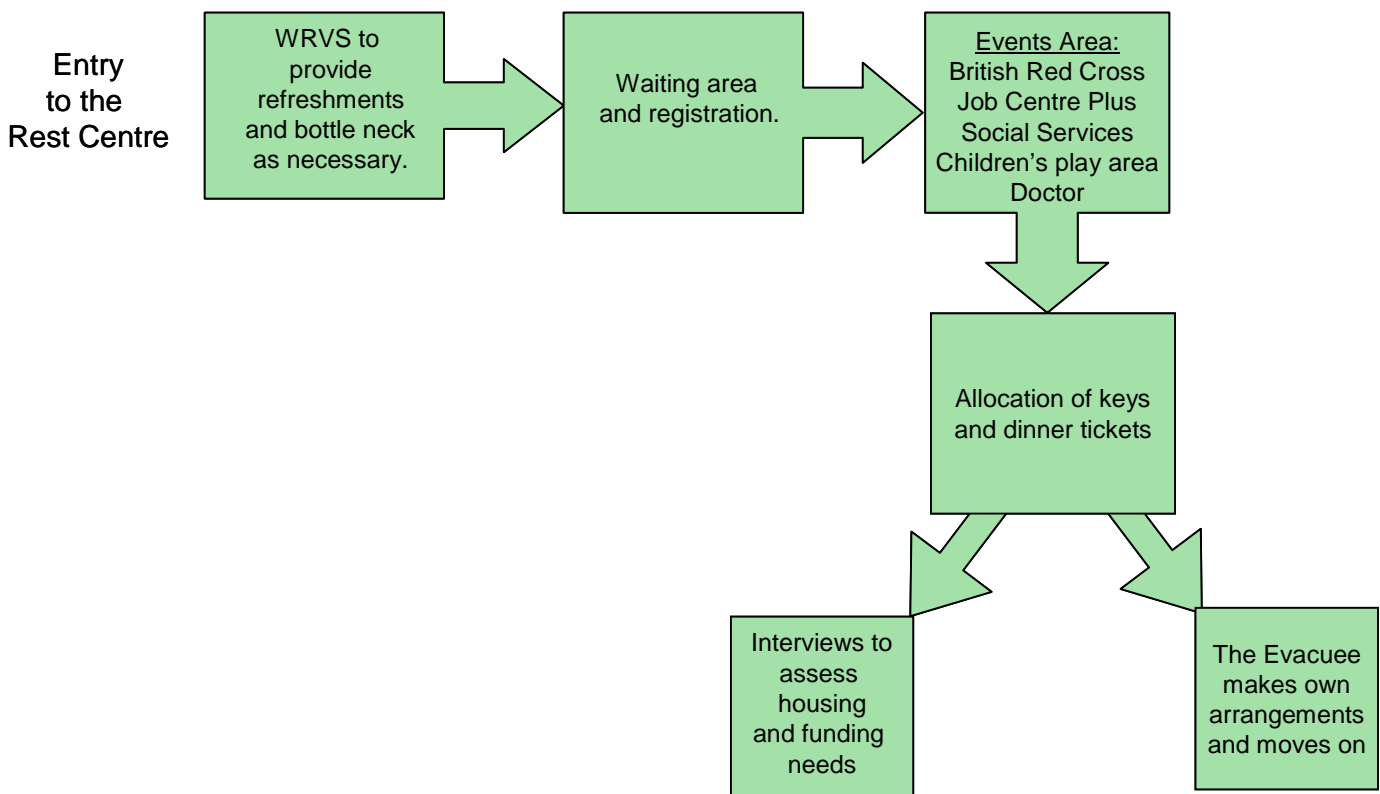 Entry
to the
Rest Centre
WRVS to
provide
refreshments
and bottle neck
as necessary.
Waiting area
and registration.
Events Area:
British Red Cross
Job Centre Plus
Social Services
Children's play area
Doctor
Allocation of keys
and dinner tickets
Interviews to
assess
housing
and funding
needs
The Evacuee
makes own
arrangements
and moves on